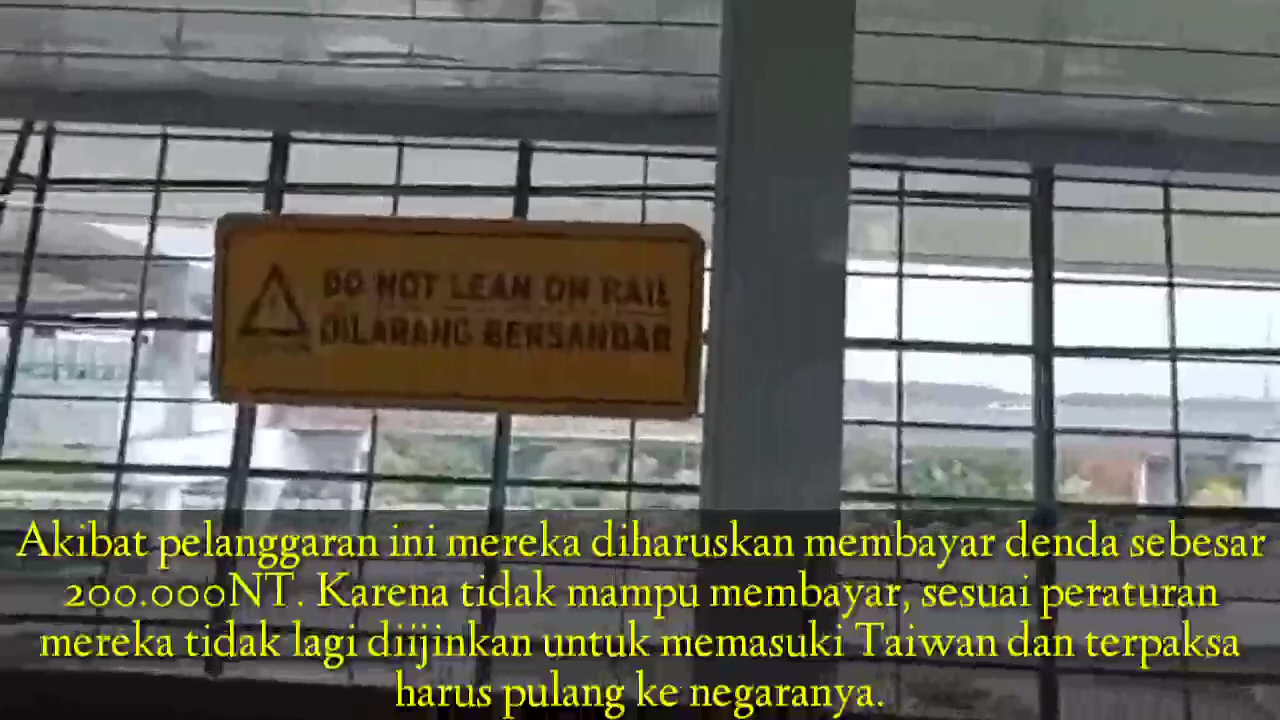 DO NOT LEAN ON RAIL
DILARANG BERSANDAR
Akibat pelanggaran ini mereka diharuskan membayar denda sebesar
200.000NT. Karena tidak mampu membayar, sesuai peraturan
mereka tidak lagi diijinkan untuk memasuki Taiwan dan terpaksa
harus pulang ke negaranya.